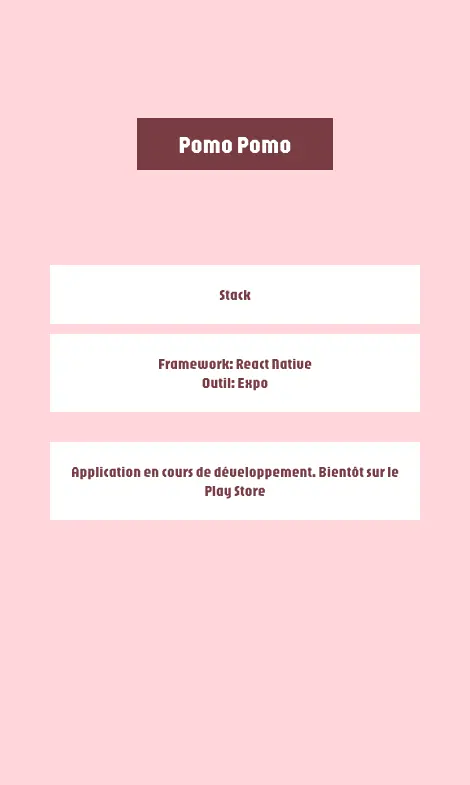 Pomo Pomo
Stack
Framework: React Native
Outil: Expo
Application en cours de développement. Bientôt sur le
Play Store